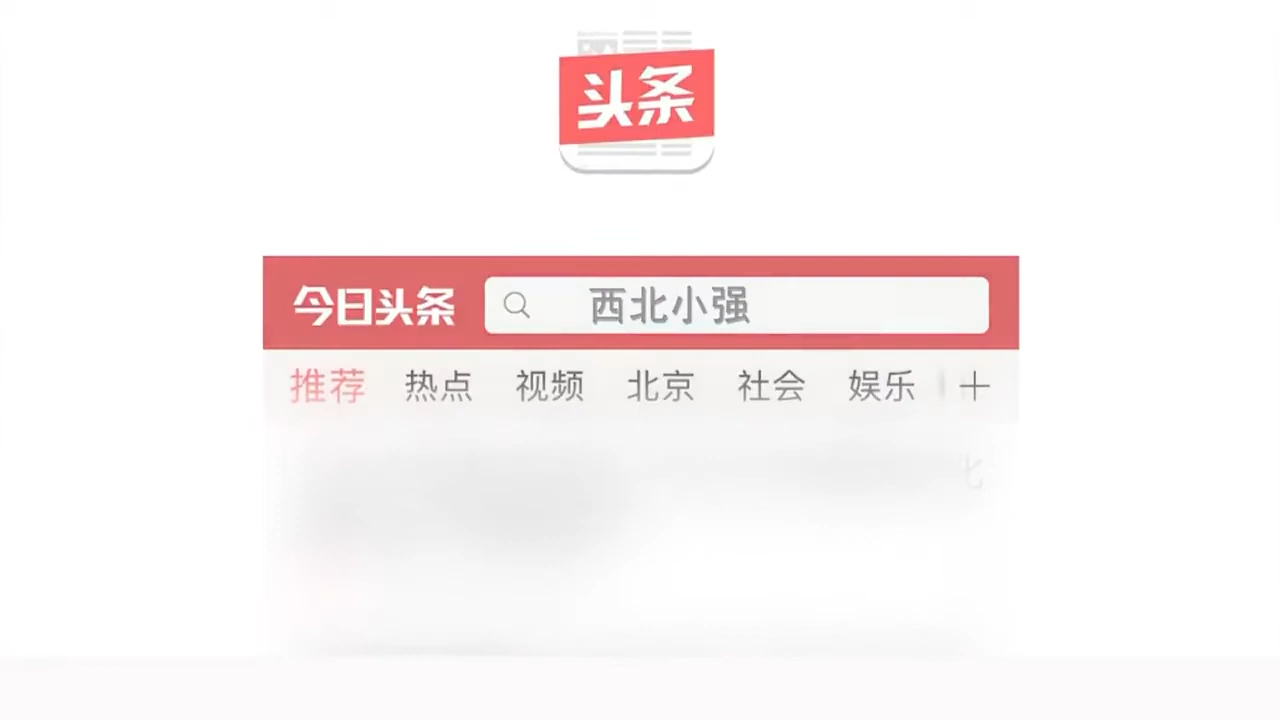 头条
今日头条 西北小强
推荐 热点 视频 北京 社会 娱乐 +